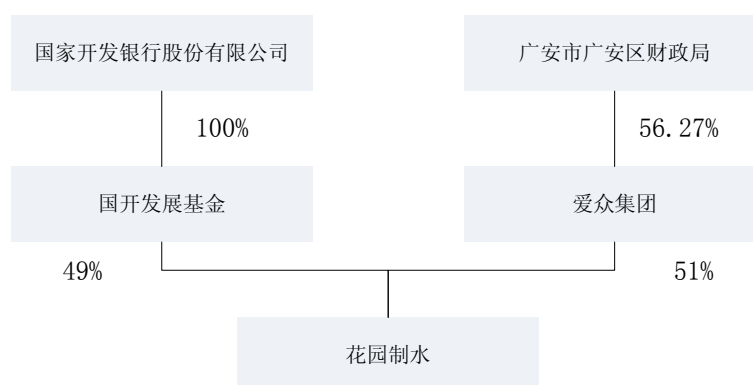 国家开发银行股份有限公司
广安市广安区财政局
100%
56.27%
国开发展基金
爱众集团
49%
51%
花园制水